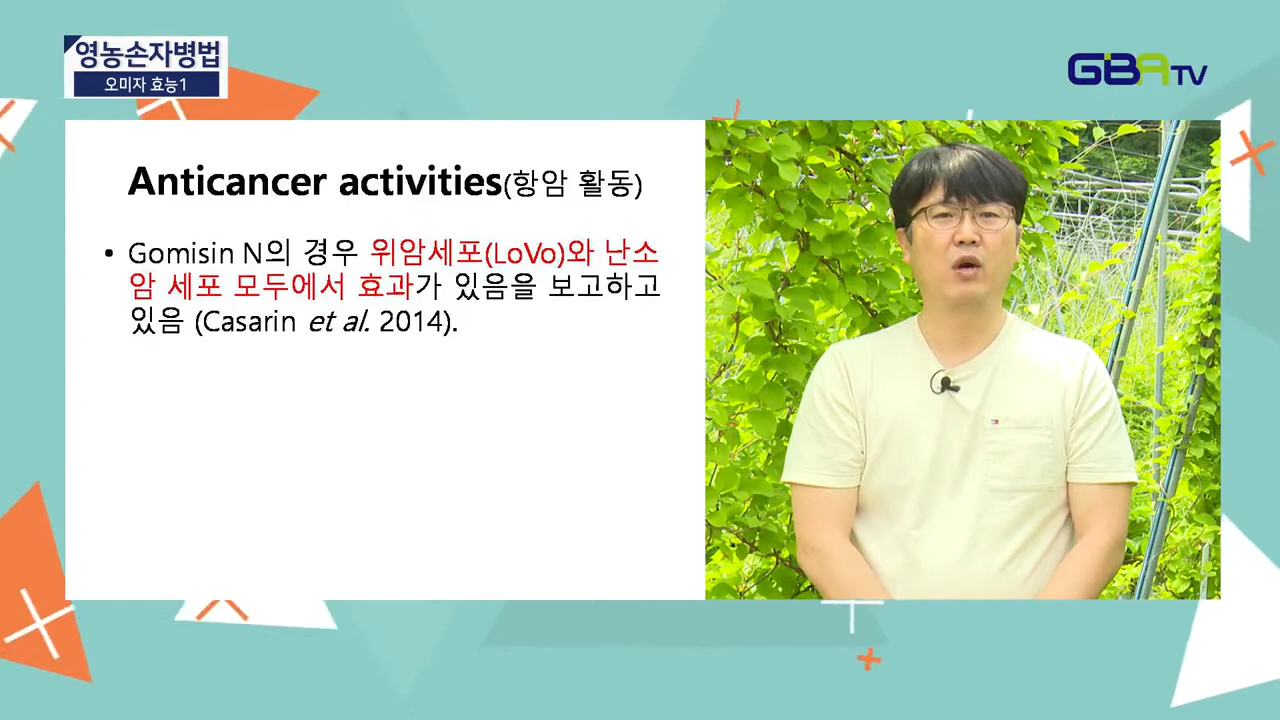 영농손자병법
오미자 효능1
GBATV
Anticancer activities(항암 활동)
• Gomisin N의 경우 위암세포(LoVo)와 난소
암 세포 모두에서 효과가 있음을 보고하고
있음 (Casarin et al. 2014).